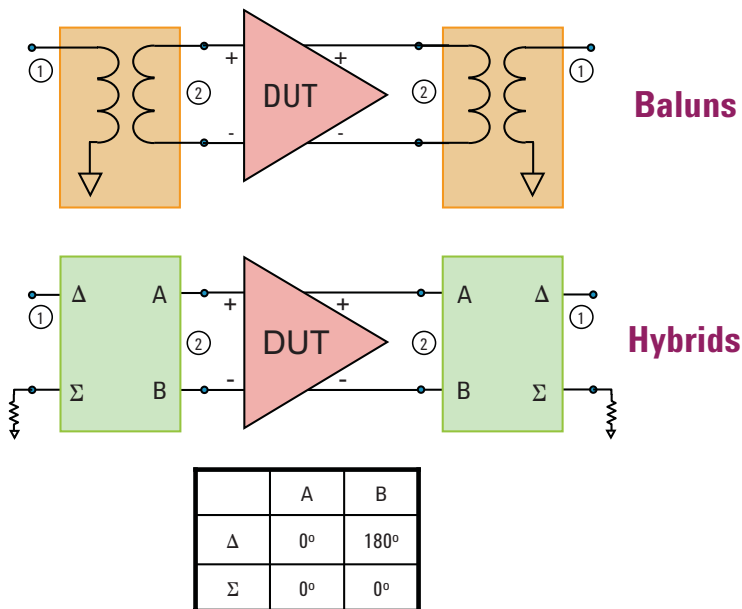 1
2
+
-
DUT
+
-
2
1
Baluns
Δ
1
Σ
A
2
B
+
-
DUT
+
-
2
A
B
Δ
1
Σ
Hybrids
A B
Δ 0º 180º
Σ 0º 0º